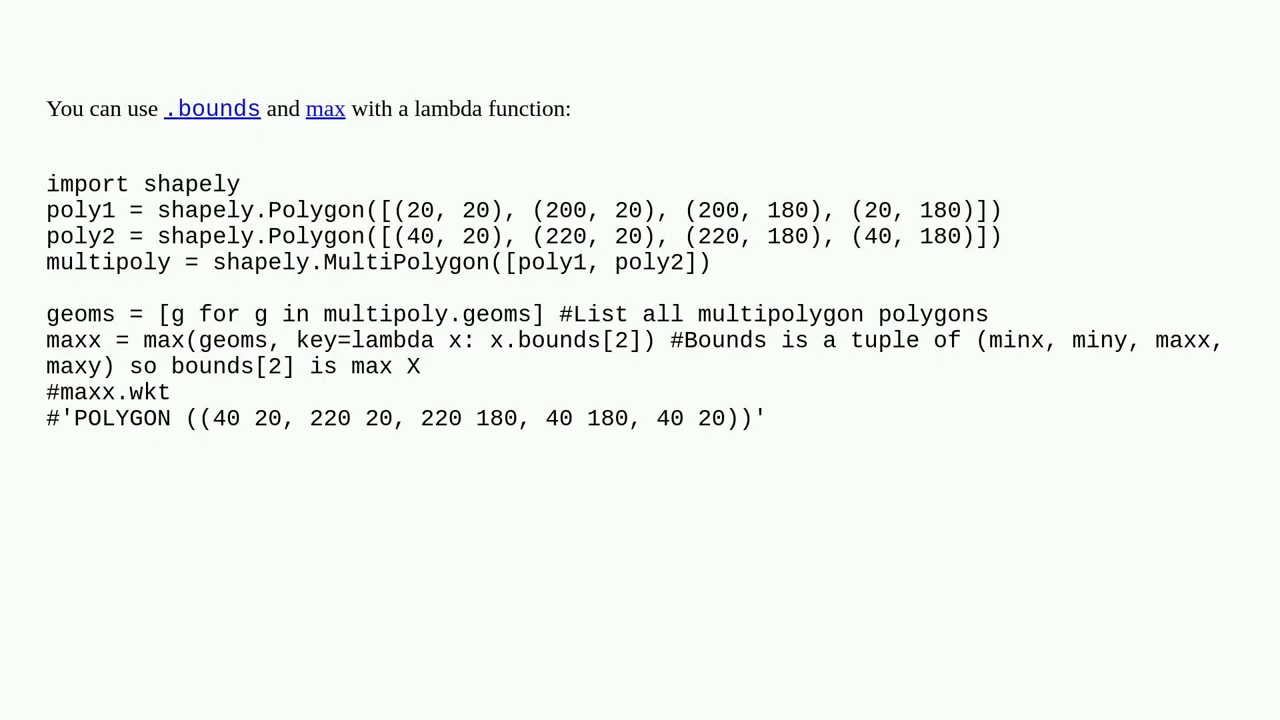 You can use .bounds and max with a lambda function:
import shapely
poly1 = shapely.Polygon([(20, 20), (200, 20), (200, 180), (20, 180)])
poly2 = shapely.Polygon([(40, 20), (220, 20), (220, 180), (40, 180)])
multipoly = shapely.MultiPolygon([poly1, poly2])
geoms = [g for g in multipoly.geoms] #List all multipolygon polygons
maxx = max(geoms, key=lambda x: x.bounds[2]) #Bounds is a tuple of (minx, miny, maxx,
maxy) so bounds[2] is max X
#maxx.wkt
#'POLYGON ((40 20, 220 20, 220 180, 40 180, 40 20))'